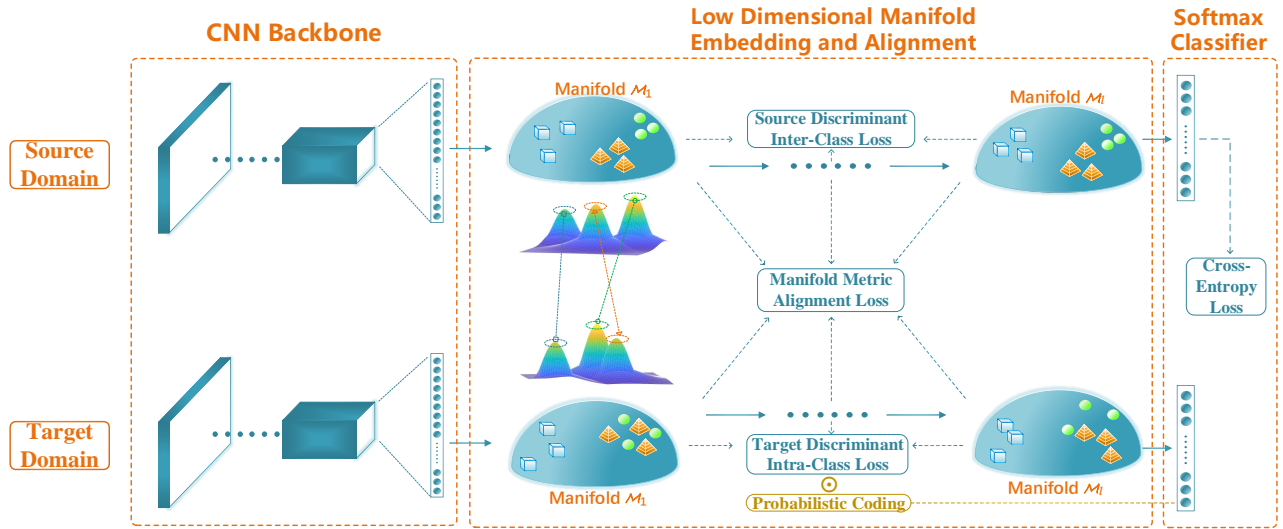 CNN Backbone
Low Dimensional Manifold
Embedding and Alignment
Softmax
Classifier
Source
Domain
Manifold ℳ1
Source Discriminant
Inter-Class Loss
Manifold ℳl
Manifold Metric
Alignment Loss
Cross-
Entropy
Loss
Target
Domain
Manifold ℳ1
Target Discriminant
Intra-Class Loss
Probabilistic Coding
Manifold ℳl